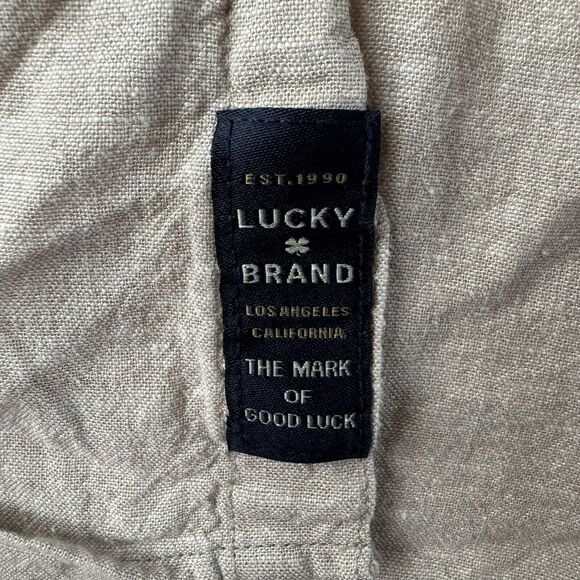 EST.1990
LUCKY
BRAND
LOS ANGELES
CALIFORNIA
THE MARK
OF
GOOD LUCK